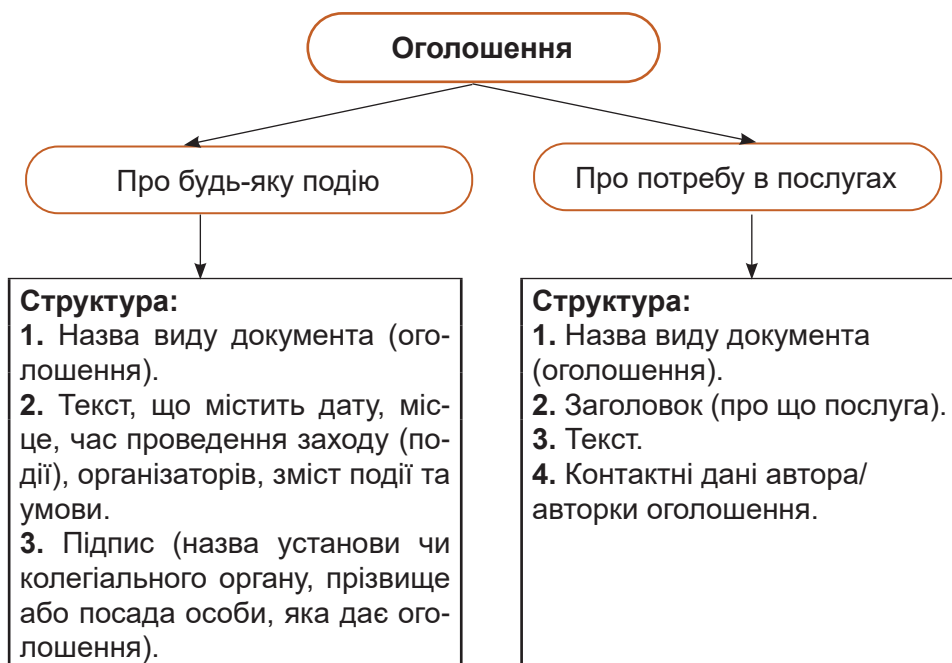 Оголошення
Про будь-яку подію
Про потребу в послугах
Структура:
1. Назва виду документа (ого-
лошення).
2. Текст, що містить дату, міс-
це, час проведення заходу (по-
дії), організаторів, зміст події та
умови.
3. Підпис (назва установи чи
колегіального органу, прізвище
або посада особи, яка дає ого-
лошення).
Структура:
1. Назва виду документа
(оголошення).
2. Заголовок (про що послуга).
3. Текст.
4. Контактні дані автора/
авторки оголошення.